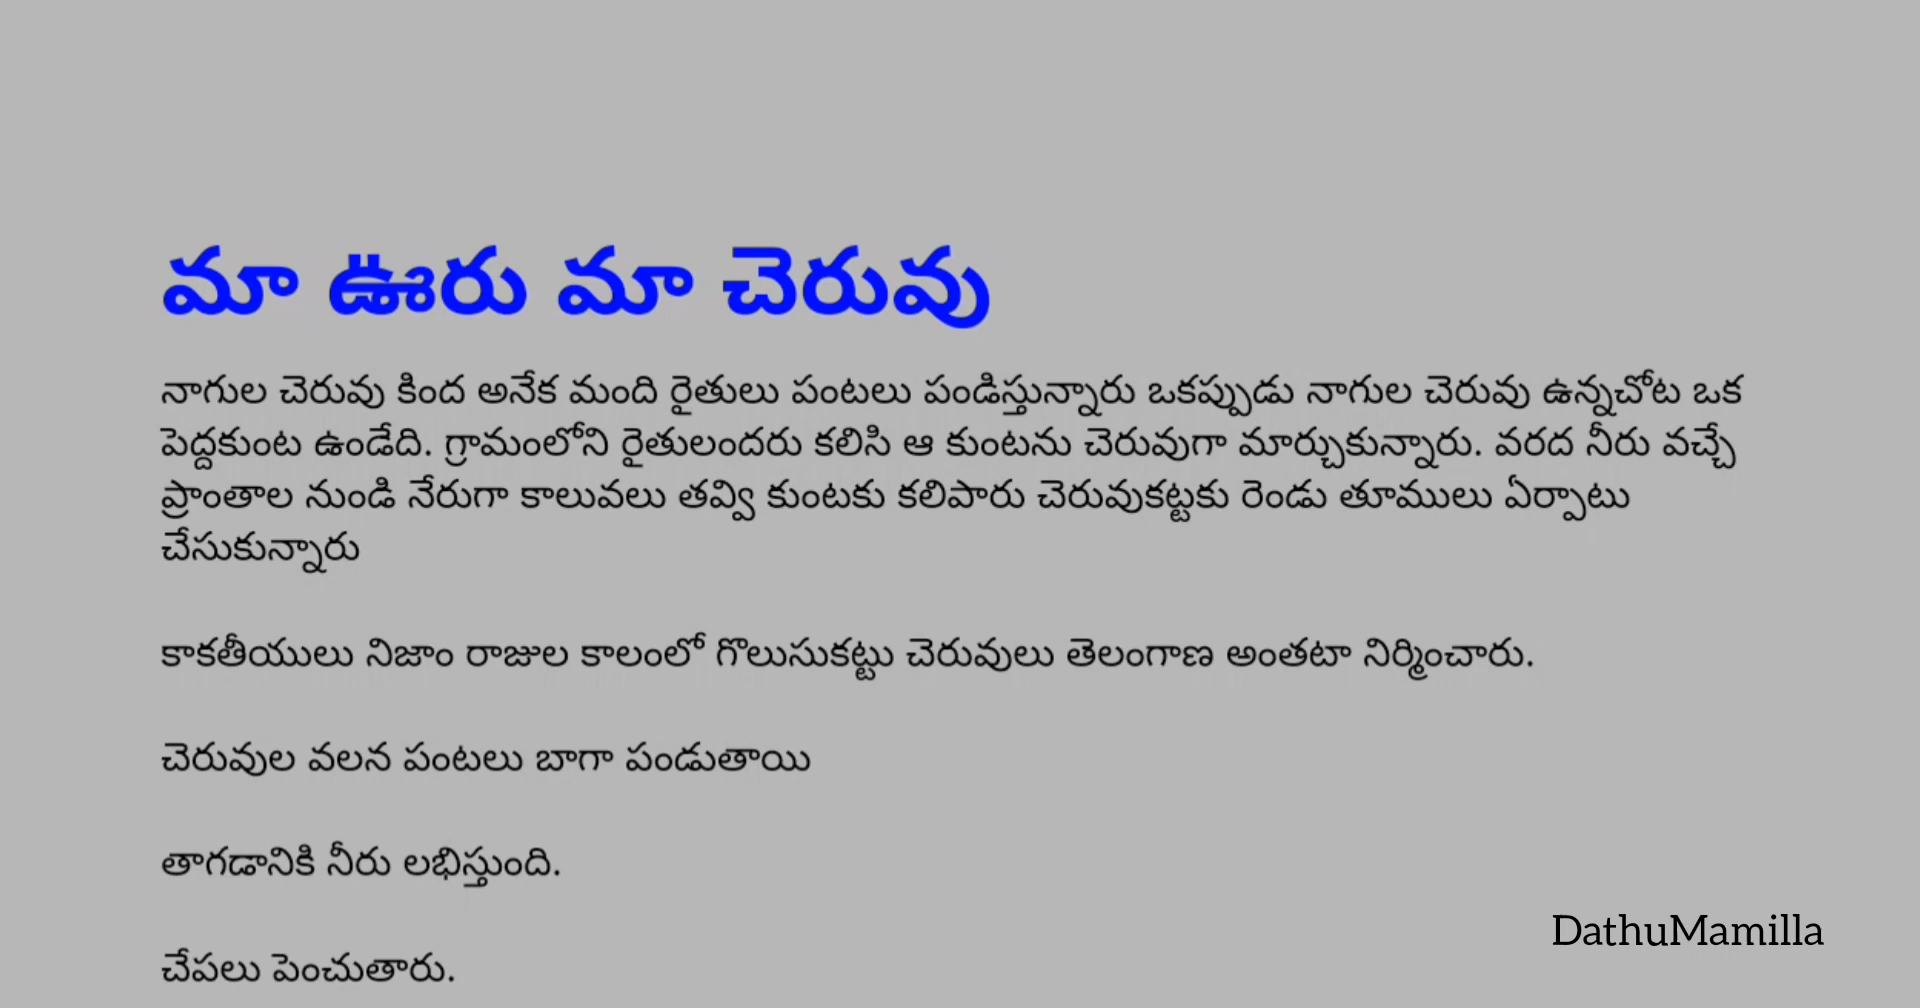 మా ఊరు మా చెరువు
నాగుల చెరువు కింద అనేక మంది రైతులు పంటలు పండిస్తున్నారు ఒకప్పుడు నాగుల చెరువు ఉన్నచోట ఒక
పెద్దకుంట ఉండేది. గ్రామంలోని రైతులందరు కలిసి ఆ కుంటను చెరువుగా మార్చుకున్నారు. వరద నీరు వచ్చే
ప్రాంతాల నుండి నేరుగా కాలువలు తవ్వి కుంటకు కలిపారు చెరువుకట్టకు రెండు తూములు ఏర్పాటు
చేసుకున్నారు
కాకతీయులు నిజాం రాజుల కాలంలో గొలుసుకట్టు చెరువులు తెలంగాణ అంతటా నిర్మించారు.
చెరువుల వలన పంటలు బాగా పండుతాయి
తాగడానికి నీరు లభిస్తుంది.
DathuMamilla
చేపలు పెంచుతారు.